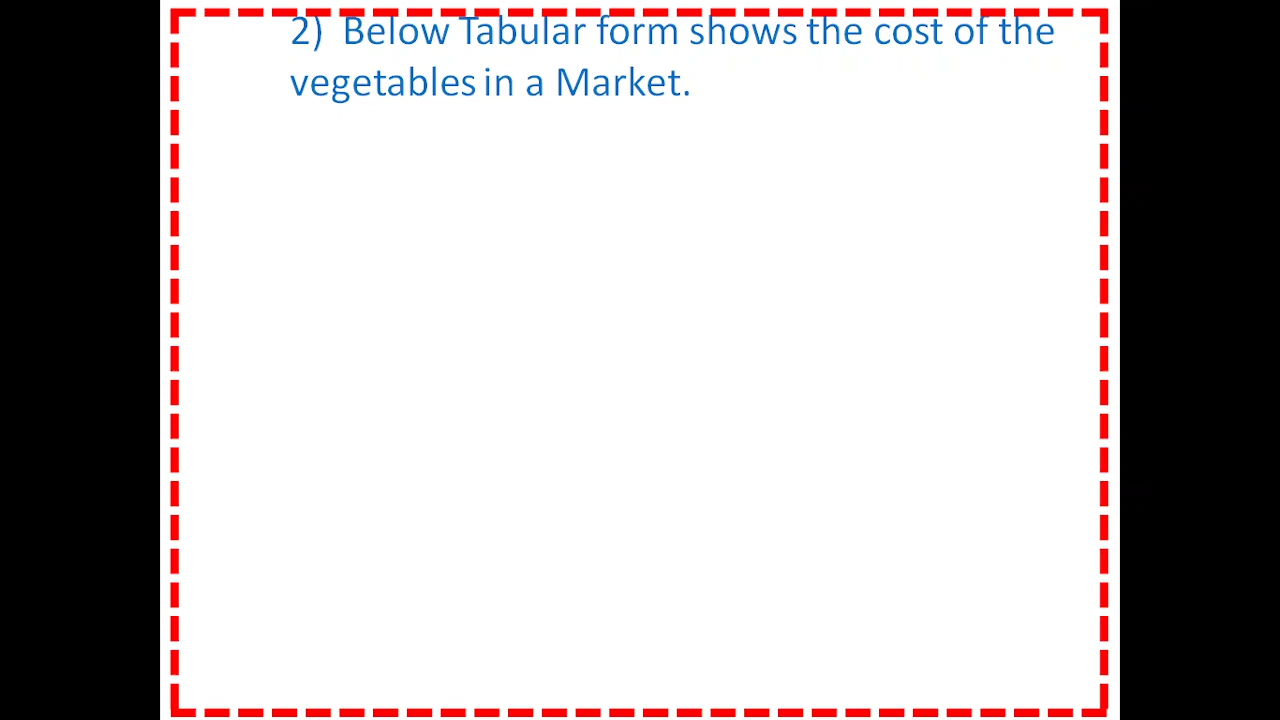 2) Below Tabular form shows the cost of the
vegetables in a Market.